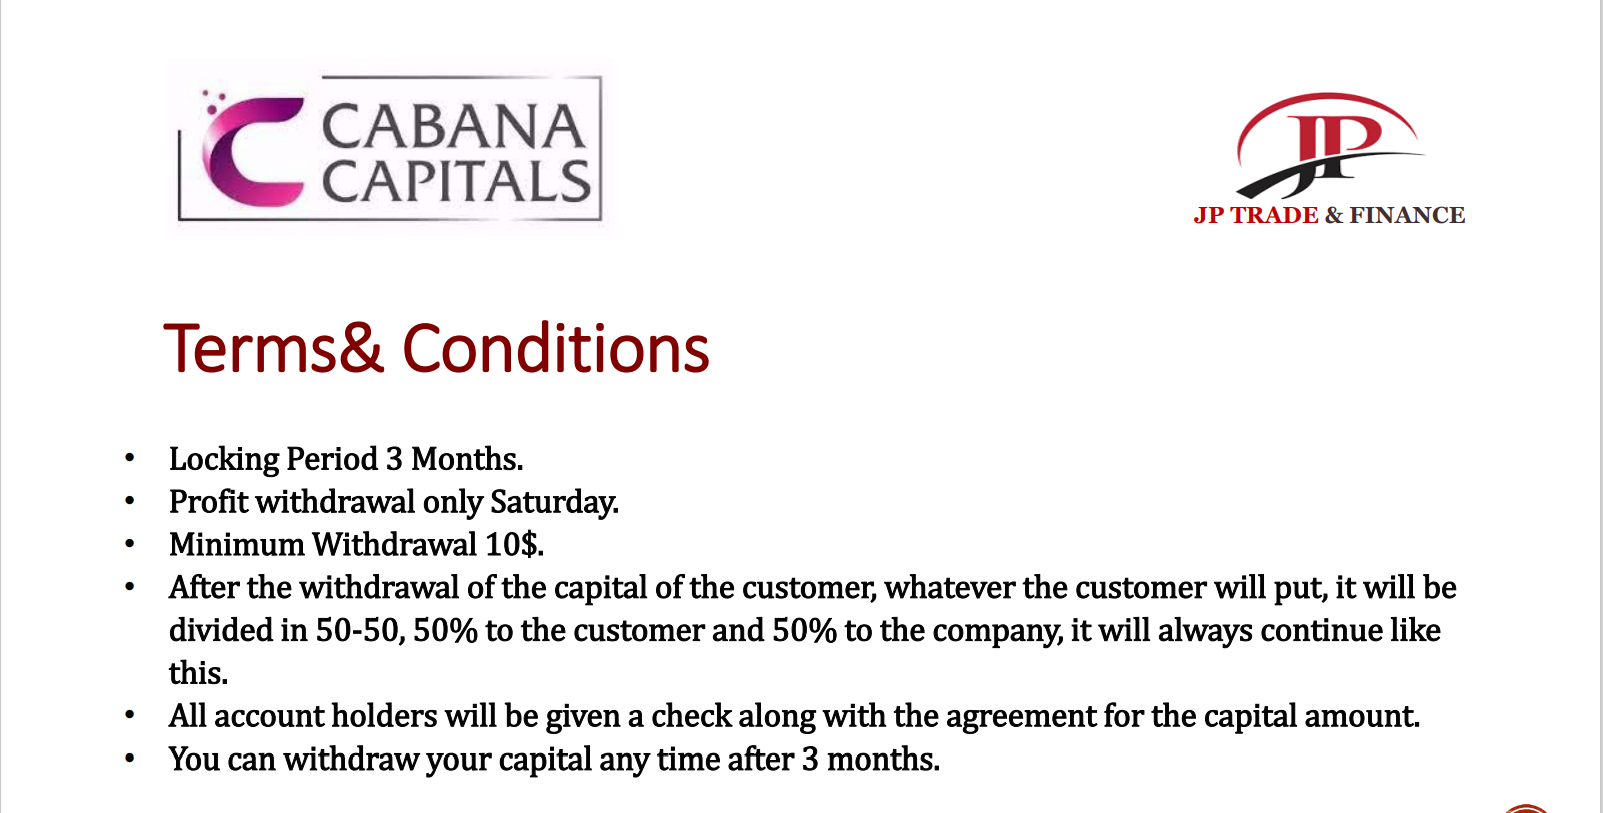 CABANA
CAPITALS
JP
JP TRADE & FINANCE
Terms& Conditions
• Locking Period 3 Months.
• Profit withdrawal only Saturday.
• Minimum Withdrawal 10$.
• After the withdrawal of the capital of the customer, whatever the customer will put, it will be
divided in 50-50, 50% to the customer and 50% to the company, it will always continue like
this.
• All account holders will be given a check along with the agreement for the capital amount.
• You can withdraw your capital any time after 3 months.